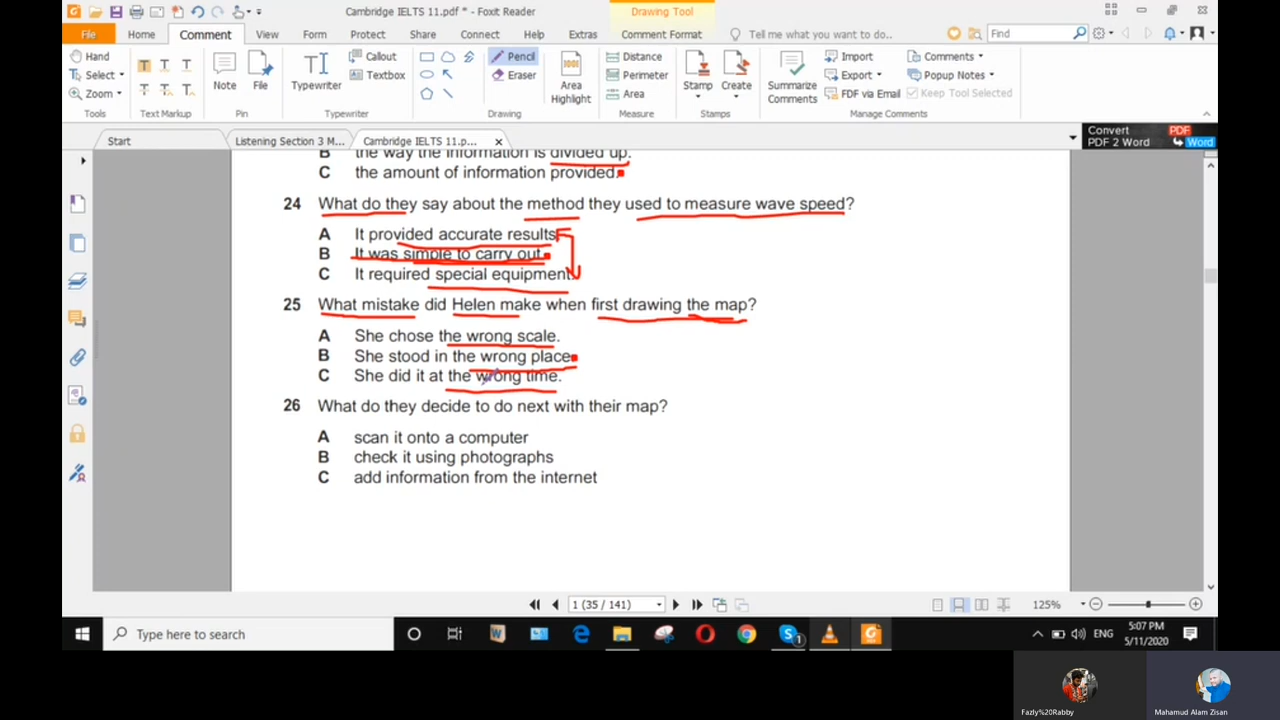 Cambridge IELTS 11.pdf * - Foxit Reader
Drawing Tool
File Home Comment View Form Protect Share Connect Help Extras Comment Format Tell me what you want to do.. Find
Hand
Select
Zoom
Tools
Text Markup
Note
File
Pin
Typewriter
Callout
Textbox
Typewriter
Pencil
Eraser
Area Highlight
Drawing
Distance
Perimeter
Area
Measure
Stamp
Create
Stamps
Summarize Comments
Import
Export
FDF via Email
Comments
Popup Notes
Keep Tool Selected
Manage Comments
Start Listening Section 3 M... Cambridge IELTS 11.p...
Convert PDF
PDF 2 Word Word
B the way the information is divided up.
C the amount of information provided.
24 What do they say about the method they used to measure wave speed?
A It provided accurate results.
B It was simple to carry out.
C It required special equipment.
25 What mistake did Helen make when first drawing the map?
A She chose the wrong scale.
B She stood in the wrong place.
C She did it at the wrong time.
26 What do they decide to do next with their map?
A scan it onto a computer
B check it using photographs
C add information from the internet
1 (35 / 141)
125%
Type here to search
ENG
5:07 PM
5/11/2020
Fazly%20Rabby
Mahamud Alam Zisan